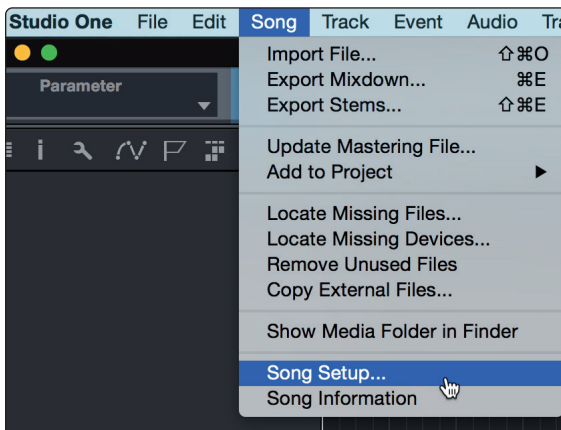 Studio One File Edit Song Track Event Audio
Parameter
Import File... ⇧⌘O
Export Mixdown... ⌘E
Export Stems... ⇧⌘E
Update Mastering File...
Add to Project
Locate Missing Files...
Locate Missing Devices...
Remove Unused Files
Copy External Files...
Show Media Folder in Finder
Song Setup...
Song Information